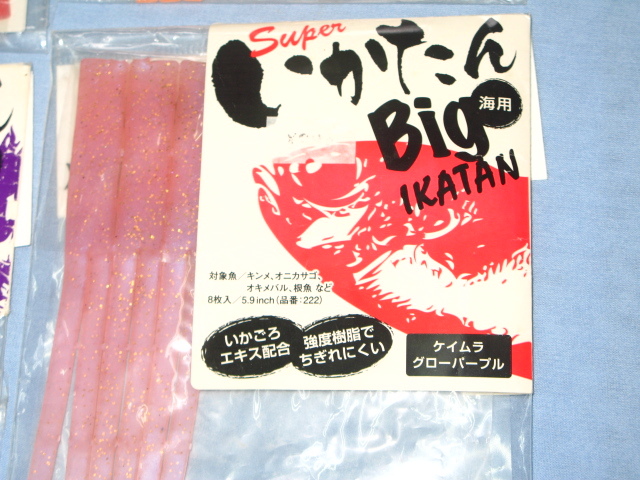 Super
いかたん
海用
Big
IKATAN
対象魚/キンメ、オニカサゴ、
オキメバル、根魚 など
8枚入/5.9inch(品番:222)
いかごろ
エキス配合
強度樹脂で
ちぎれにくい
ケイムラ
グローパープル